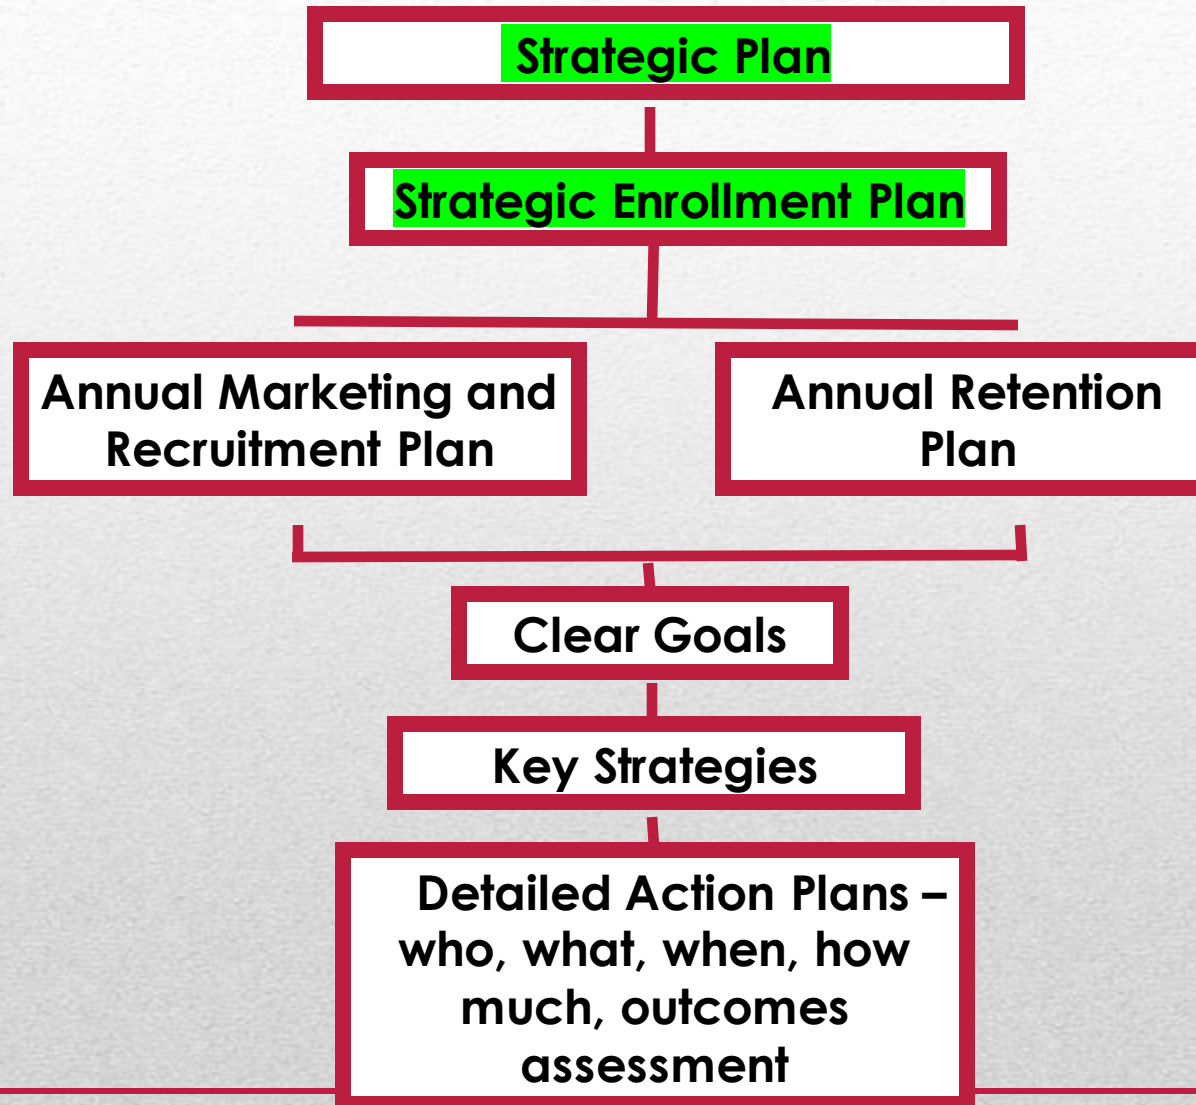 Strategic Plan
Strategic Enrollment Plan
Annual Marketing and
Recruitment Plan
Annual Retention
Plan
Clear Goals
Key Strategies
Detailed Action Plans –
who, what, when, how
much, outcomes
assessment